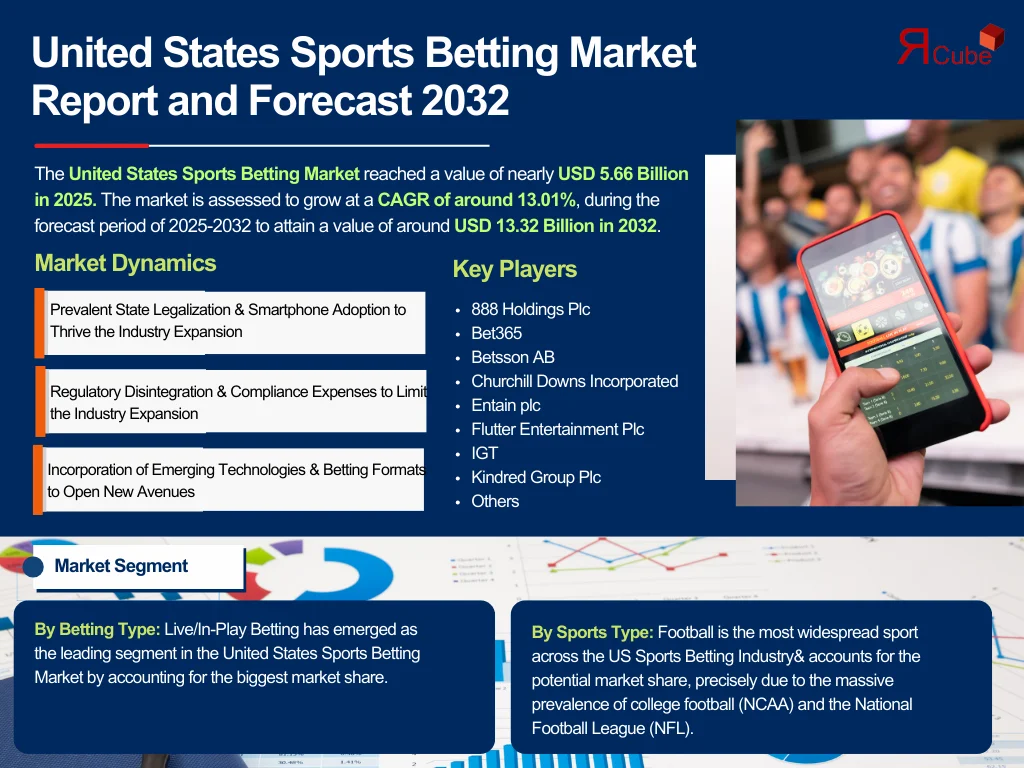 United States Sports Betting Market
Report and Forecast 2032
ЯCube
The United States Sports Betting Market reached a value of nearly USD 5.66 Billion
in 2025. The market is assessed to grow at a CAGR of around 13.01%, during the
forecast period of 2025-2032 to attain a value of around USD 13.32 Billion in 2032.
Market Dynamics
Prevalent State Legalization & Smartphone Adoption to
Thrive the Industry Expansion
Regulatory Disintegration & Compliance Expenses to Limit
the Industry Expansion
Incorporation of Emerging Technologies & Betting Formats
to Open New Avenues
Key Players
• 888 Holdings Plc
• Bet365
• Betsson AB
• Churchill Downs Incorporated
• Entain plc
• Flutter Entertainment Plc
• IGT
• Kindred Group Plc
• Others
Market Segment
By Betting Type: Live/In-Play Betting has emerged as
the leading segment in the United States Sports Betting
Market by accounting for the biggest market share.
By Sports Type: Football is the most widespread sport
across the US Sports Betting Industry& accounts for the
potential market share, precisely due to the massive
prevalence of college football (NCAA) and the National
Football League (NFL).